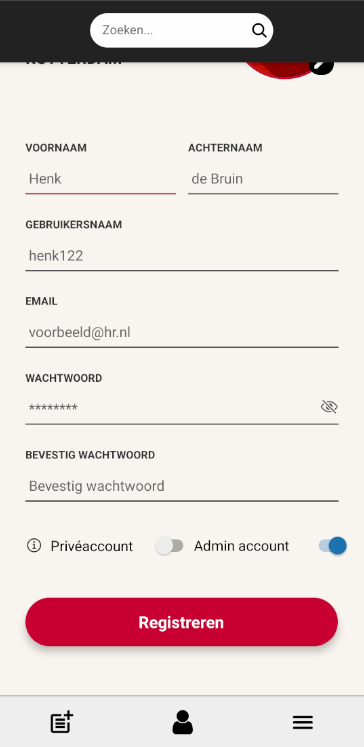 Zoeken...
ROTTERDAM
VOORNAAM ACHTERNAAM
Henk de Bruin
GEBRUIKERSNAAM
henk122
EMAIL
voorbeeld@hr.nl
WACHTWOORD
********
BEVESTIG WACHTWOORD
Bevestig wachtwoord
Privéaccount Admin account
Registreren